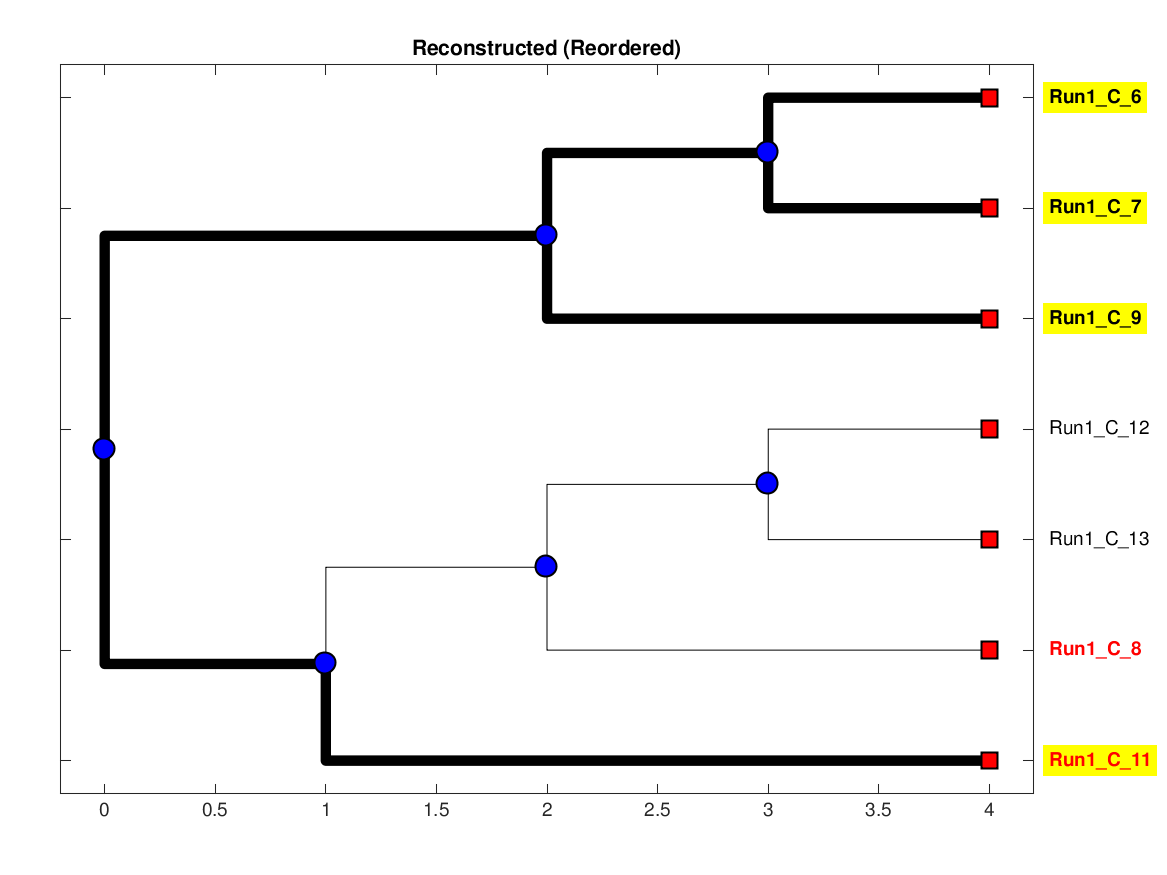 Reconstructed (Reordered)
Run1_C_6
Run1_C_7
Run1_C_9
Run1_C_12
Run1_C_13
Run1_C_8
Run1_C_11
0 0.5 1 1.5 2 2.5 3 3.5 4